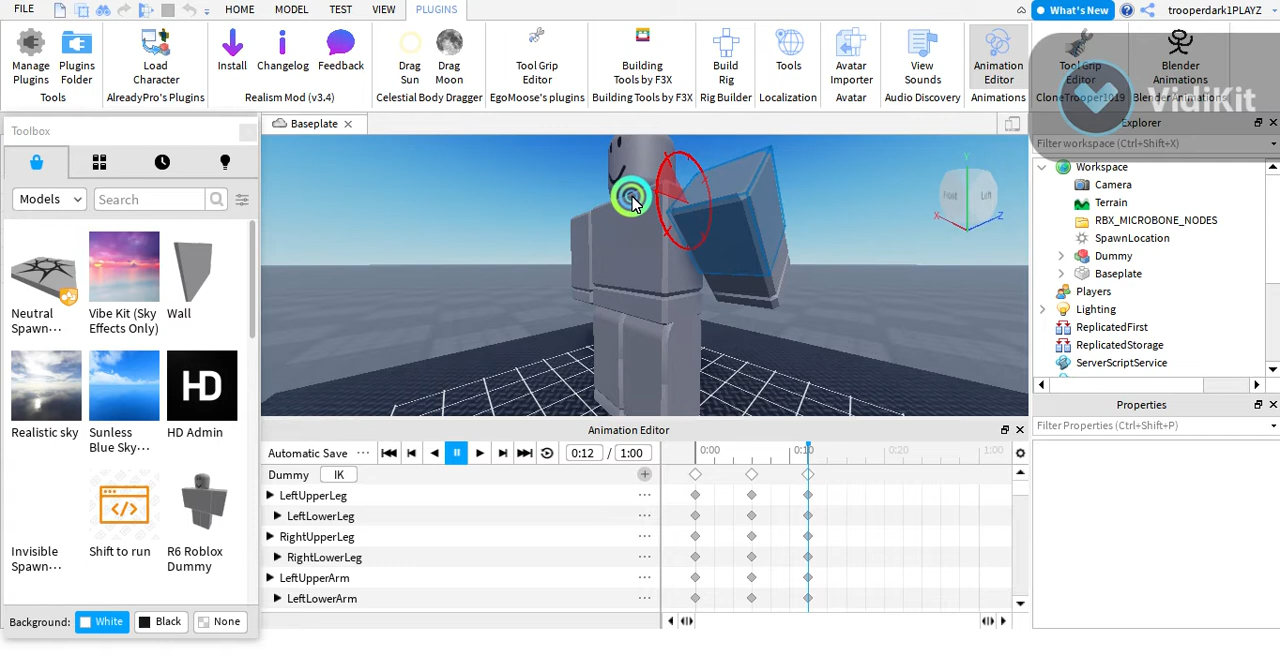 FILE HOME MODEL TEST VIEW PLUGINS What's New trooperdark1PLAYZ
Manage Plugins
Plugins Folder
Tools
Load Character
AlreadyPro's Plugins
Install Changelog Feedback
Realism Mod (v3.4)
Drag Sun
Drag Moon
Celestial Body Dragger
Tool Grip Editor
EgoMoose's plugins
Building Tools by F3X
Building Tools by F3X
Build Rig
Rig Builder
Tools
Localization
Avatar Importer
Avatar
View Sounds
Audio Discovery
Animation Editor
Animations
Tool Grip Editor
CloneTrooper1019
Blender Animations
Blender Animations
VidiKit
Toolbox
Models Search
Neutral Spawn...
Vibe Kit (Sky Effects Only)
Wall
Realistic sky
Sunless Blue Sky...
HD
HD Admin
Invisible Spawn...
Shift to run
R6 Roblox Dummy
Background: White Black None
Baseplate
Front Left
Y
X
Z
Animation Editor
Automatic Save ... 0:12 / 1:00
0:00 0:10 0:20 1:00
Dummy IK
LeftUpperLeg
LeftLowerLeg
RightUpperLeg
RightLowerLeg
LeftUpperArm
LeftLowerArm
Explorer
Filter workspace (Ctrl+Shift+X)
Workspace
Camera
Terrain
RBX_MICROBONE_NODES
SpawnLocation
Dummy
Baseplate
Players
Lighting
ReplicatedFirst
ReplicatedStorage
ServerScriptService
Properties
Filter Properties (Ctrl+Shift+P)